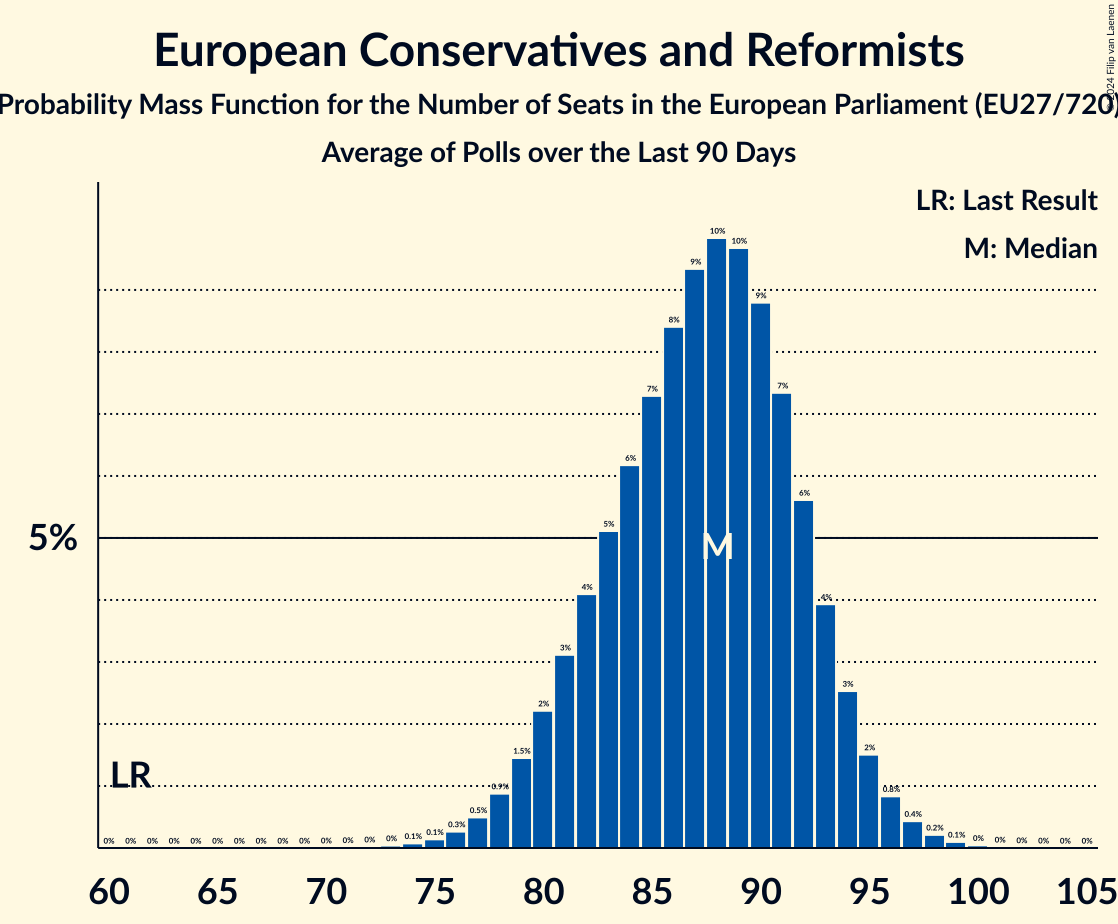 European Conservatives and Reformists
Probability Mass Function for the Number of Seats in the European Parliament (EU27/720)
Average of Polls over the Last 90 Days
© 2024 Filip van Laenen
LR: Last Result
M: Median
5%
LR
M
0% 0% 0% 0% 0% 0% 0% 0% 0% 0% 0% 0% 0% 0% 0.1% 0.1% 0.3% 0.5% 0.9% 1.5% 2% 3% 4% 5% 6% 7% 8% 9% 10% 10% 9% 7% 6% 4% 3% 2% 0.8% 0.4% 0.2% 0.1% 0% 0% 0% 0% 0% 0%
60 65 70 75 80 85 90 95 100 105